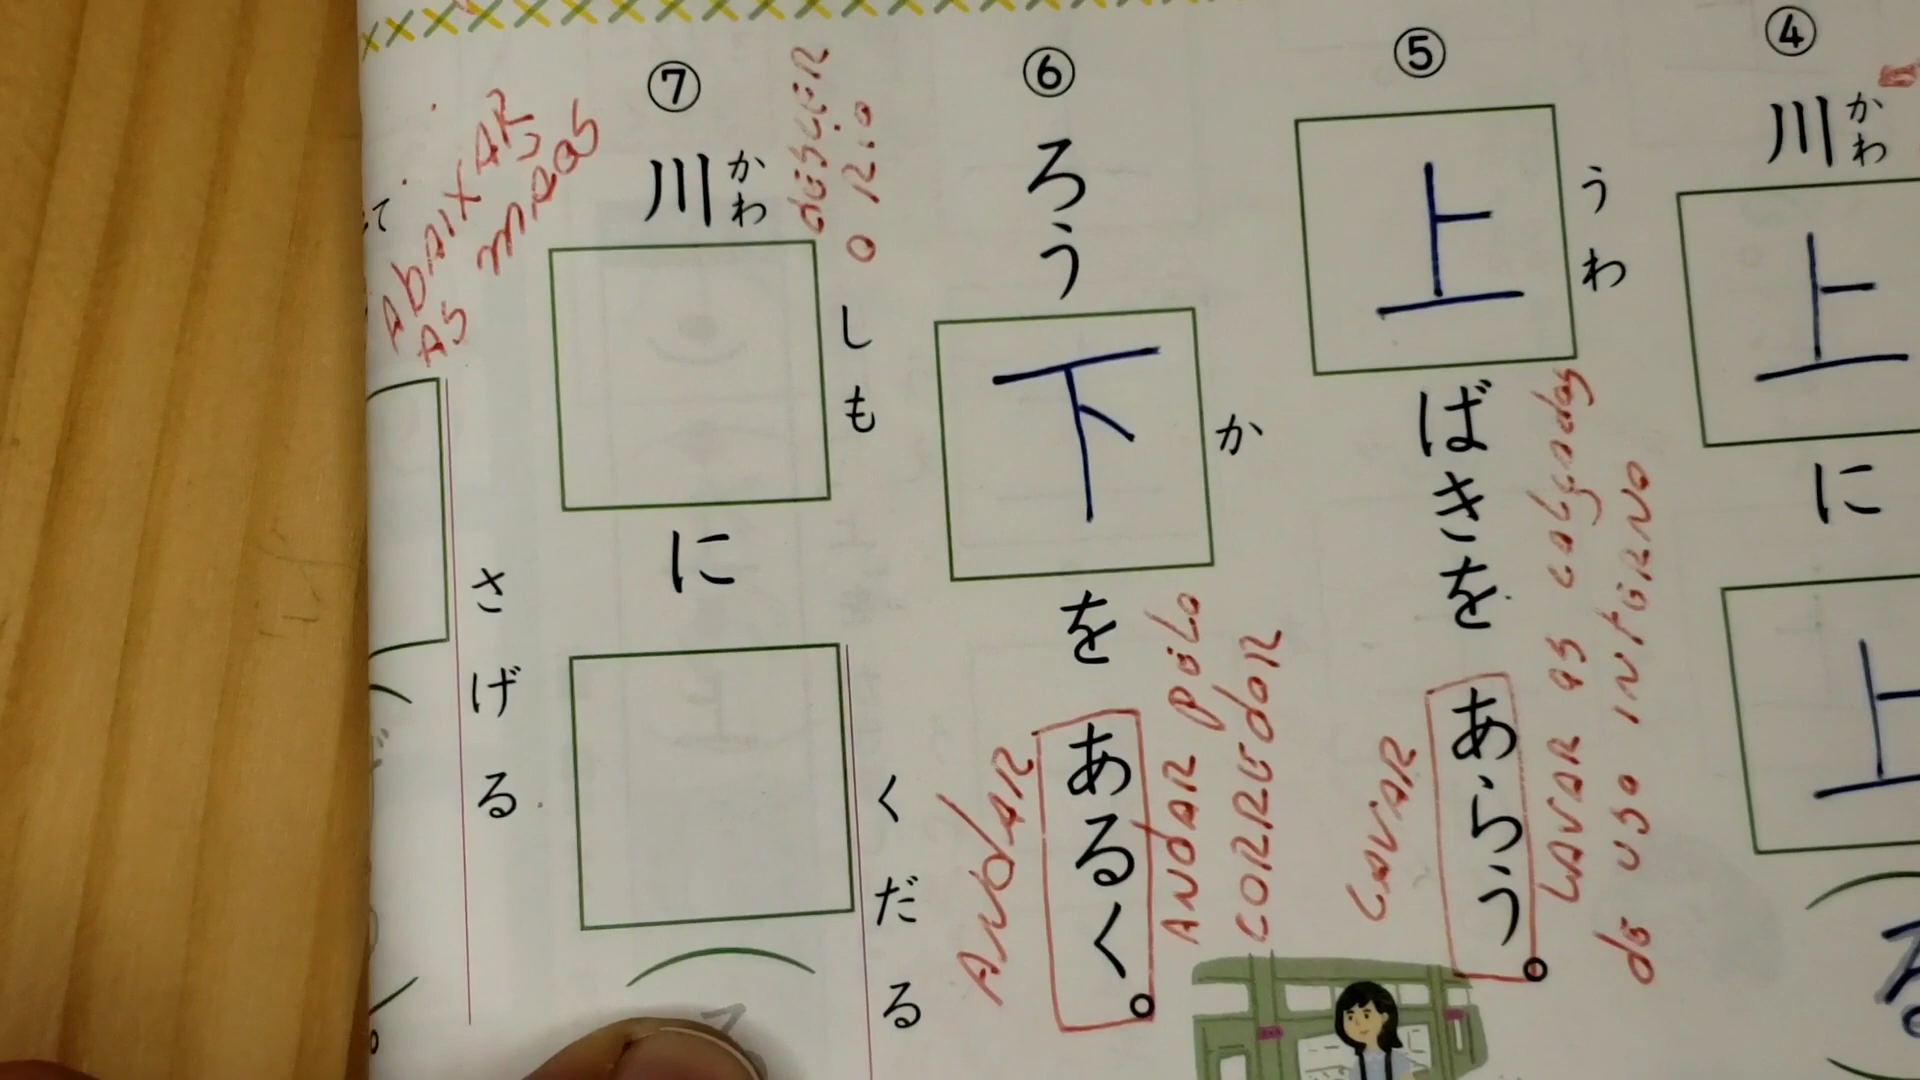 ④
川
かわ
上
に
上
⑤
上
うわ
ばきを
あらう。
LAVAR
LAVAR AS CALÇADOS
DE USO INTERNO
⑥
ろう
下
か
を
あるく。
ANDAR
ANDAR PELO
CORREDOR
⑦
川
かわ
しも
に
くだる
DESCER
O RIO
さげる
AbAIXAR
AS MÃOS
て